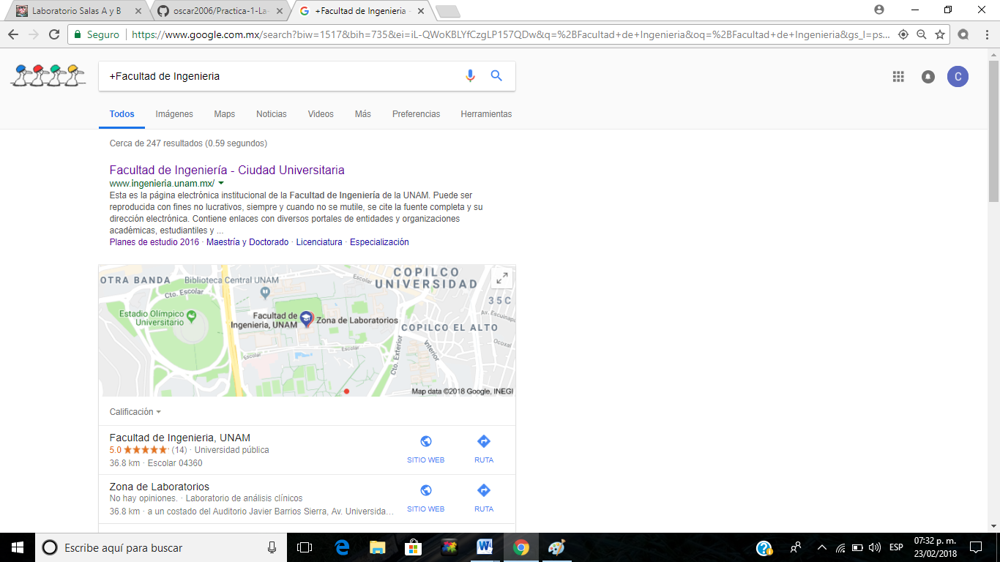 Laboratorio Salas A y B
oscar2006/Practica-1-La-
+Facultad de Ingenieria -
Seguro
https://www.google.com.mx/search?biw=1517&bih=735&ei=iL-QWoKBLYfCzgLP157QDw&q=%2BFacultad+de+Ingenieria&oq=%2BFacultad+de+Ingenieria&gs_l=ps...
+Facultad de Ingenieria
C
Todos Imágenes Maps Noticias Videos Más Preferencias Herramientas
Cerca de 247 resultados (0.59 segundos)
Facultad de Ingeniería - Ciudad Universitaria
www.ingenieria.unam.mx/
Esta es la página electrónica institucional de la Facultad de Ingeniería de la UNAM. Puede ser
reproducida con fines no lucrativos, siempre y cuando no se mutile, se cite la fuente completa y su
dirección electrónica. Contiene enlaces con diversos portales de entidades y organizaciones
académicas, estudiantiles y ...
Planes de estudio 2016 · Maestría y Doctorado · Licenciatura · Especialización
OTRA BANDA
Biblioteca Central UNAM
Escolar
COPILCO
UNIVERSIDAD
Cto. Escolar
35C
Estadio Olímpico
Universitario
Facultad de
Ingenieria, UNAM
Zona de Laboratorios
Av. Escuinapa
COPILCO EL ALTO
Ocoxal
Escolar
Cto. Exterior
Interior
Map data ©2018 Google, INEGI
Calificación
Facultad de Ingenieria, UNAM
5.0 (14) · Universidad pública
36.8 km · Escolar 04360
SITIO WEB RUTA
Zona de Laboratorios
No hay opiniones. · Laboratorio de análisis clínicos
36.8 km · a un costado del Auditorio Javier Barrios Sierra, Av. Universida...
SITIO WEB RUTA
Escribe aquí para buscar
ESP
07:32 p. m.
23/02/2018